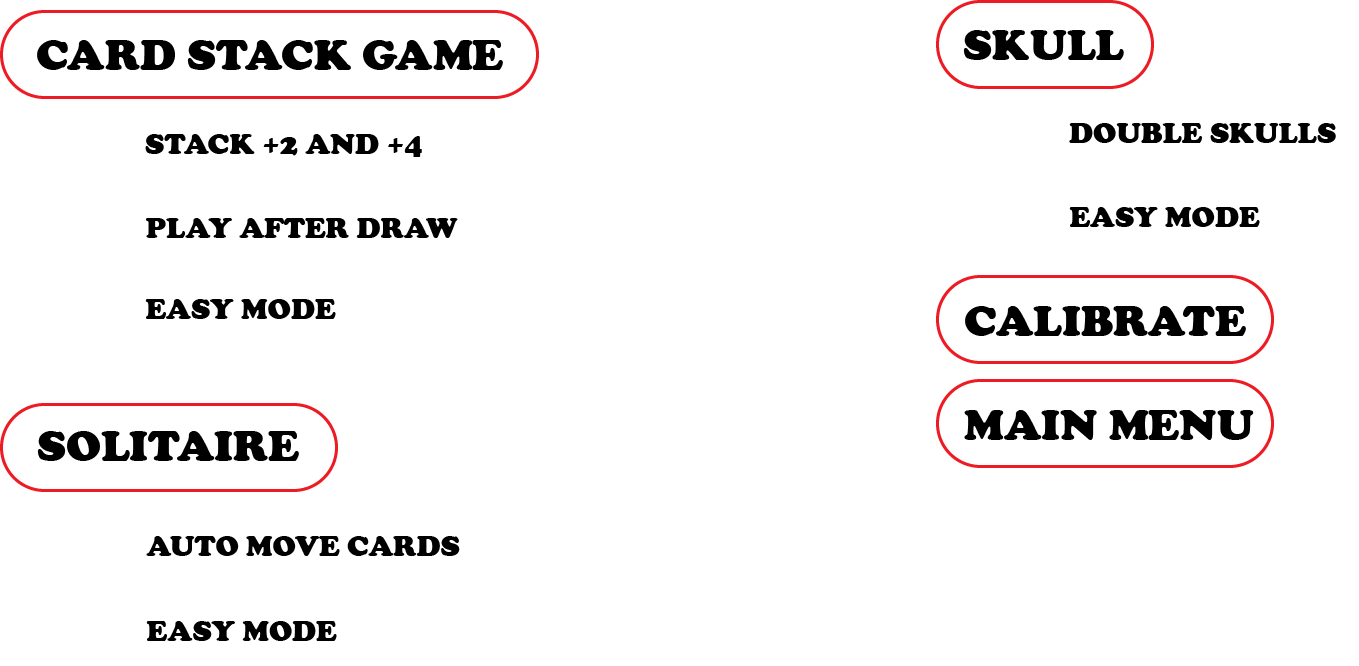 CARD STACK GAME
STACK +2 AND +4
PLAY AFTER DRAW
EASY MODE
SOLITAIRE
AUTO MOVE CARDS
EASY MODE
SKULL
DOUBLE SKULLS
EASY MODE
CALIBRATE
MAIN MENU